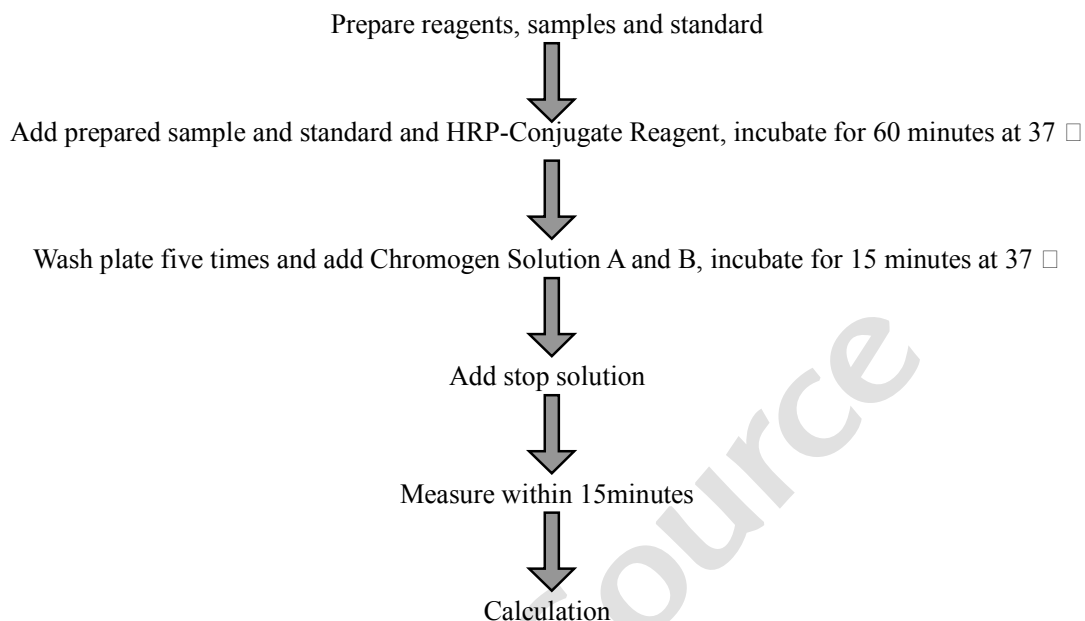 Prepare reagents, samples and standard
Add prepared sample and standard and HRP-Conjugate Reagent, incubate for 60 minutes at 37 □
Wash plate five times and add Chromogen Solution A and B, incubate for 15 minutes at 37 □
Add stop solution
Measure within 15minutes
Calculation
ource